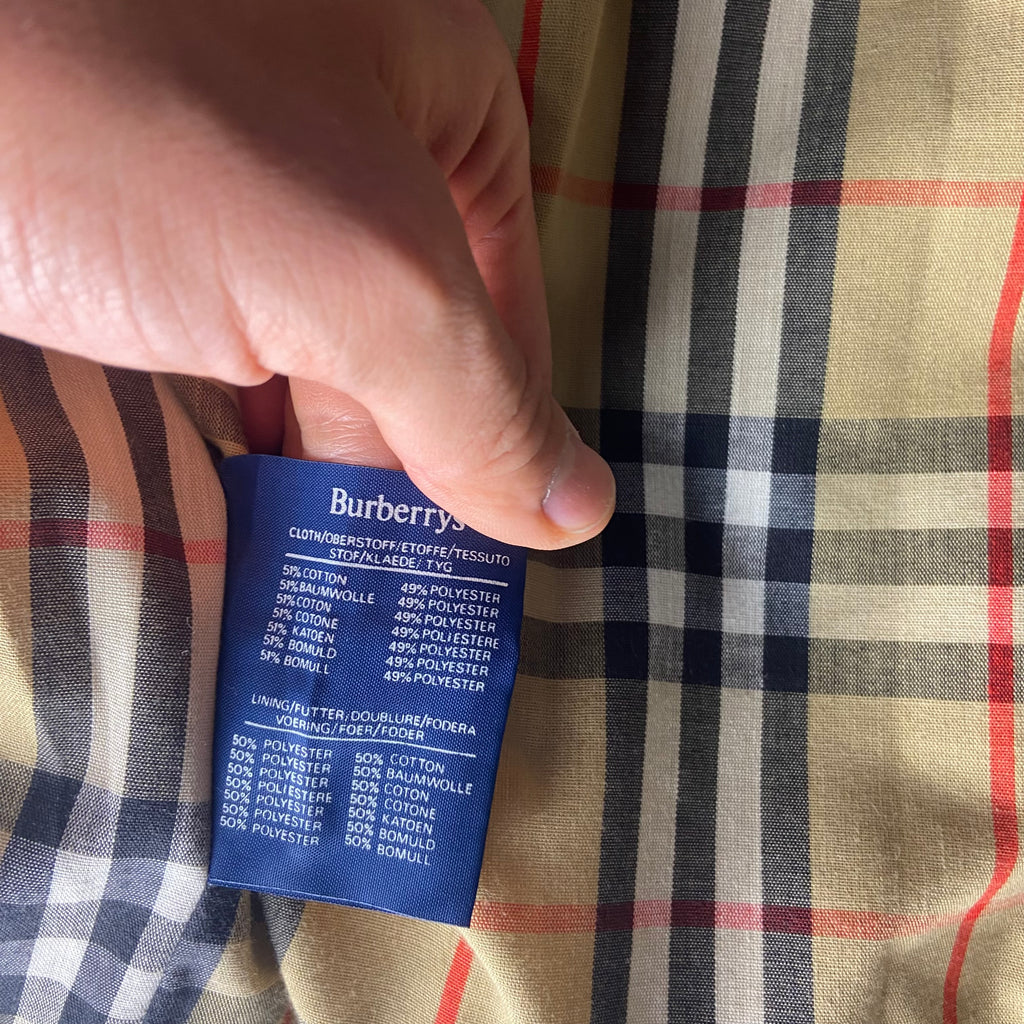 Burberrys
CLOTH/OBERSTOFF/ETOFFE/TESSUTO
STOF/KLAEDE/TYG
51% COTTON 49% POLYESTER
51% BAUMWOLLE 49% POLYESTER
51% COTON 49% POLYESTER
51% COTONE 49% POLIESTERE
51% KATOEN 49% POLYESTER
51% BOMULD 49% POLYESTER
51% BOMULL 49% POLYESTER
LINING/FUTTER/DOUBLURE/FODERA
VOERING/FOER/FODER
50% POLYESTER 50% COTTON
50% POLYESTER 50% BAUMWOLLE
50% POLYESTER 50% COTON
50% POLIESTERE 50% COTONE
50% POLYESTER 50% KATOEN
50% POLYESTER 50% BOMULD
50% POLYESTER 50% BOMULL